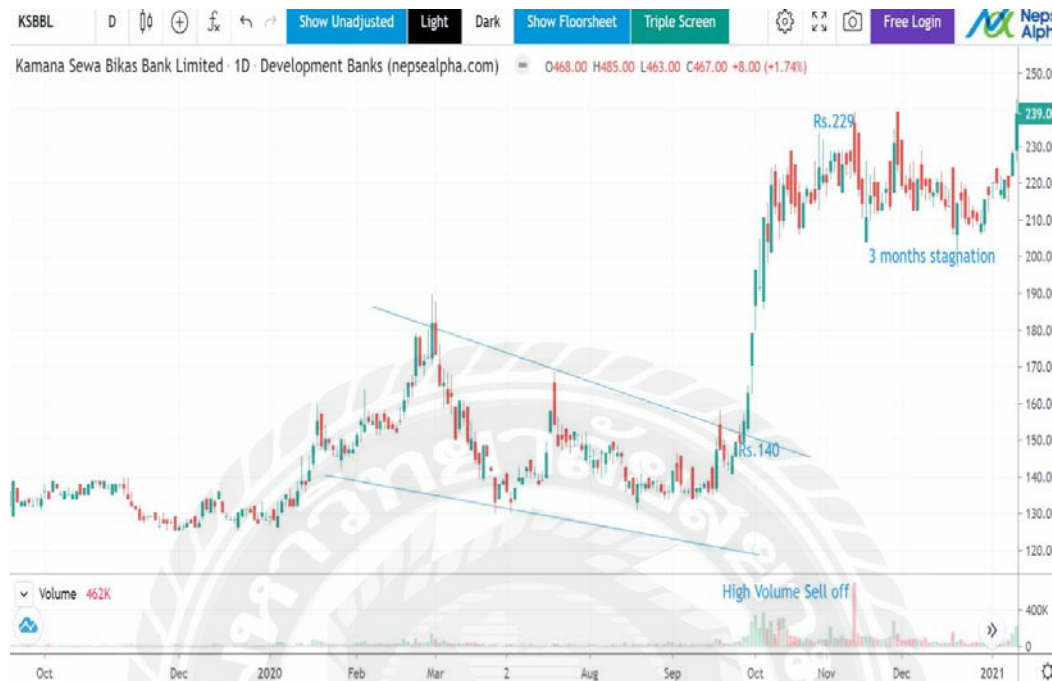 KSBBL D fx Show Unadjusted Light Dark Show Floorsheet Triple Screen Free Login Neps
Alph
Kamana Sewa Bikas Bank Limited · 1D · Development Banks (nepsealpha.com) O468.00 H485.00 L463.00 C467.00 +8.00 (+1.74%)
250.0
239.0
Rs.229
230.0
220.0
210.0
3 months stagnation
200.0
190.0
180.0
170.0
160.0
150.0
Rs.140
140.0
130.0
120.0
Volume 462K
High Volume Sell off
400K
0
Oct Dec 2020 Feb Mar 2 Aug Sep Oct Nov Dec 2021